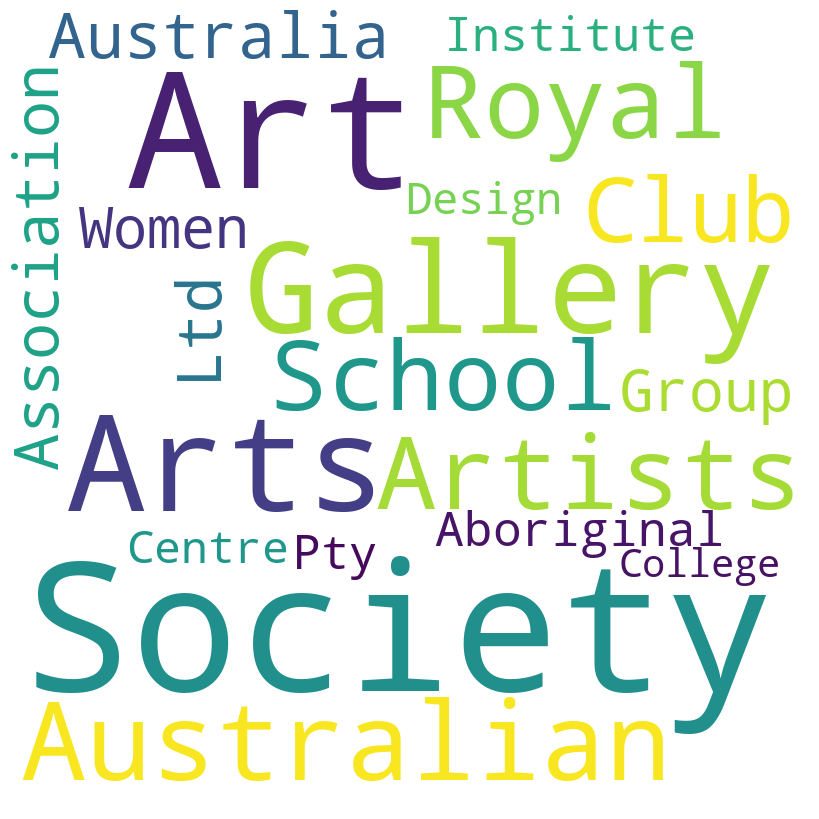 Australia
Institute
Art
Royal
Association
Women
Design
Club
Gallery
Ltd
School
Group
Arts
Artists
Aboriginal
Centre
Pty
College
Society
Australian